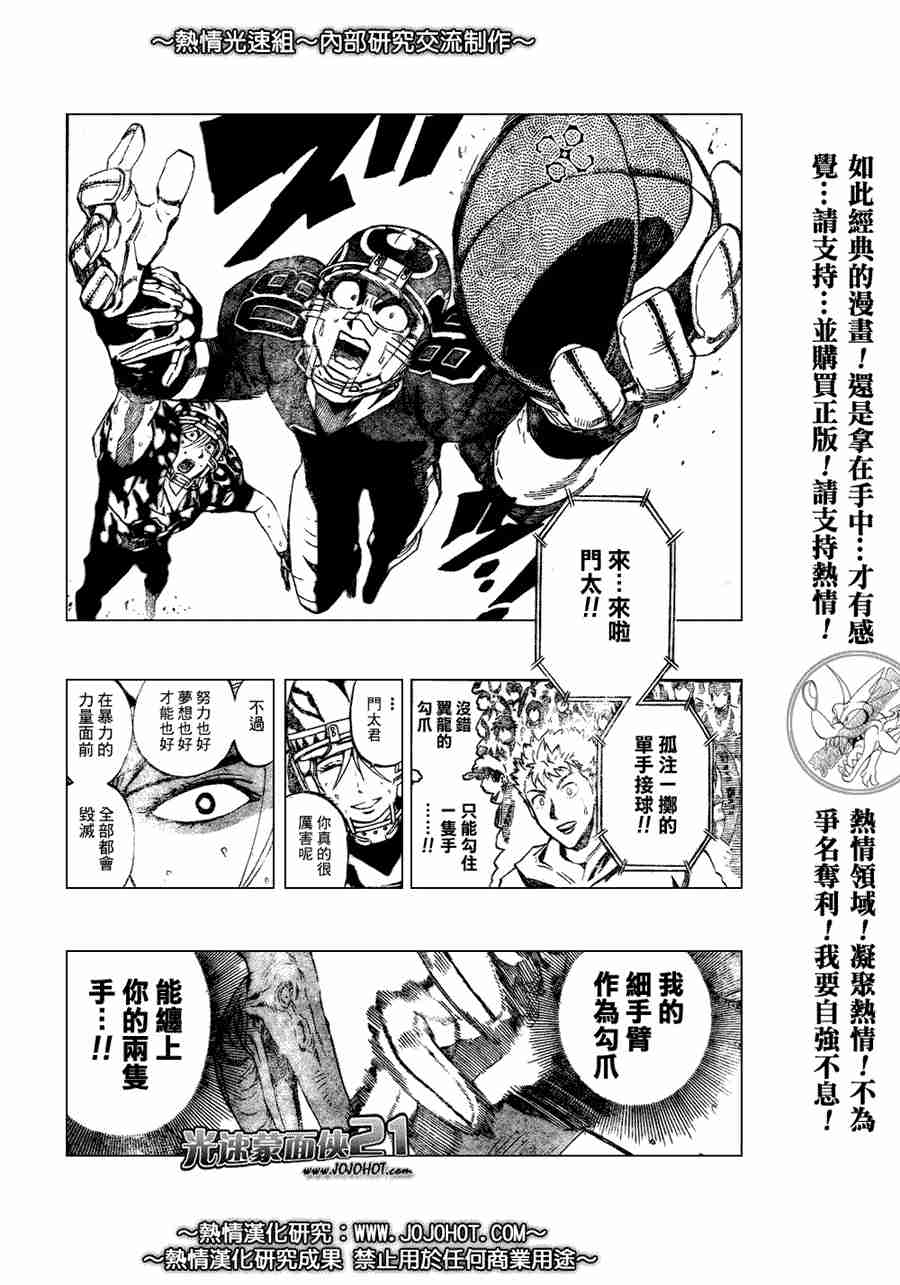 ～熱情光速組～內部研究交流制作～
如此經典的漫畫！還是拿在手中…才有感
覺…請支持…並購買正版！請支持熱情！
熱情領域！凝聚熱情！不為
爭名奪利！我要自強不息！
來…來啦
門太!!
孤注一擲的
單手接球!!
沒錯
翼龍的
勾爪
只能勾住
一隻手
……!!
…
門太君
你真的很
厲害呢
不過
努力也好
夢想也好
才能也好
在暴力的
力量面前
全部都會
毀滅
我的
細手臂
作為勾爪
能纏上
你的兩隻
手…!!
光速蒙面俠21
www.JOJOHOT.com
～熱情漢化研究：WWW.JOJOHOT.COM～
～熱情漢化研究成果 禁止用於任何商業用途～